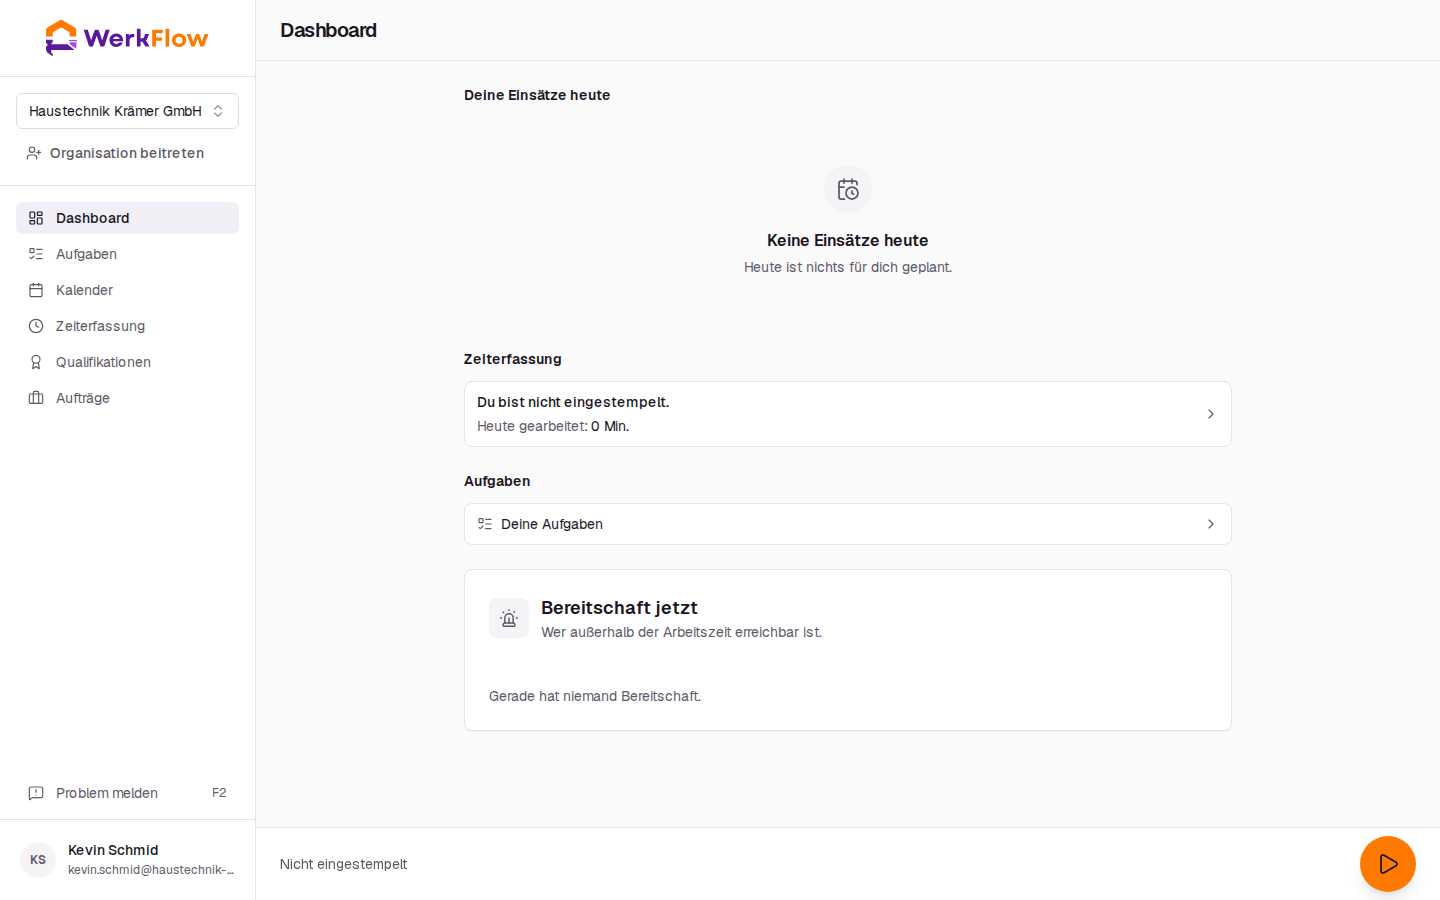 WerkFlow
Haustechnik Krämer GmbH
Organisation beitreten
Dashboard
Aufgaben
Kalender
Zeiterfassung
Qualifikationen
Aufträge
Problem melden F2
KS
Kevin Schmid
kevin.schmid@haustechnik-...
Dashboard
Deine Einsätze heute
Keine Einsätze heute
Heute ist nichts für dich geplant.
Zeiterfassung
Du bist nicht eingestempelt.
Heute gearbeitet: 0 Min.
Aufgaben
Deine Aufgaben
Bereitschaft jetzt
Wer außerhalb der Arbeitszeit erreichbar ist.
Gerade hat niemand Bereitschaft.
Nicht eingestempelt